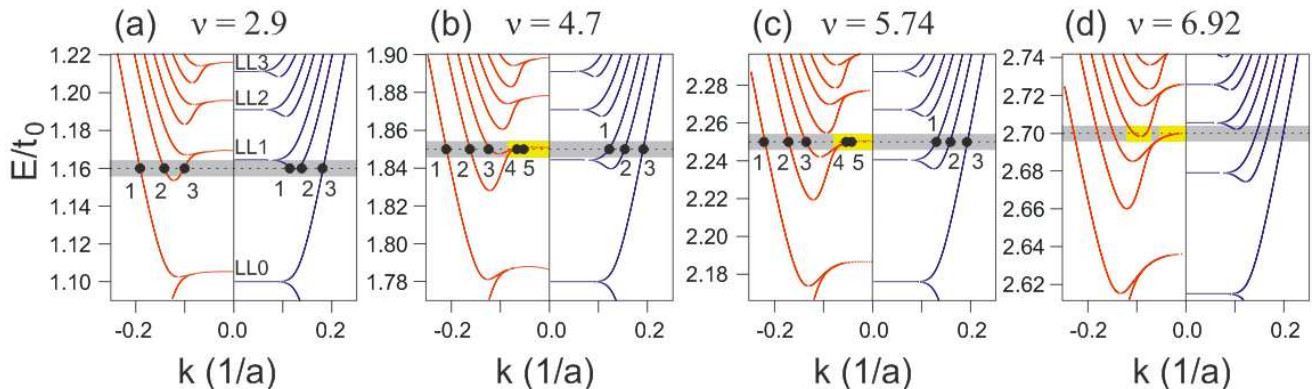 (a) ν = 2.9
(b) ν = 4.7
(c) ν = 5.74
(d) ν = 6.92
E/t0
1.22
1.20
1.18
1.16
1.14
1.12
1.10
LL3
LL2
LL1
LL0
1 2 3 1 2 3
-0.2 0.0 0.2
k (1/a)
1.90
1.88
1.86
1.84
1.82
1.80
1.78
1 2 3 4 5 1 2 3
-0.2 0.0 0.2
k (1/a)
2.28
2.26
2.24
2.22
2.20
2.18
1 2 3 4 5 1 2 3
-0.2 0.0 0.2
k (1/a)
2.74
2.72
2.70
2.68
2.66
2.64
2.62
-0.2 0.0 0.2
k (1/a)